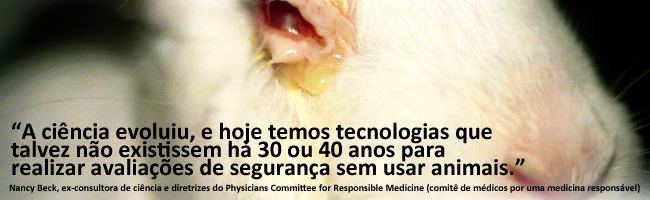 “A ciência evoluiu, e hoje temos tecnologias que
talvez não existissem há 30 ou 40 anos para
realizar avaliações de segurança sem usar animais.”
Nancy Beck, ex-consultora de ciência e diretrizes do Physicians Committee for Responsible Medicine (comitê de médicos por uma medicina responsável)